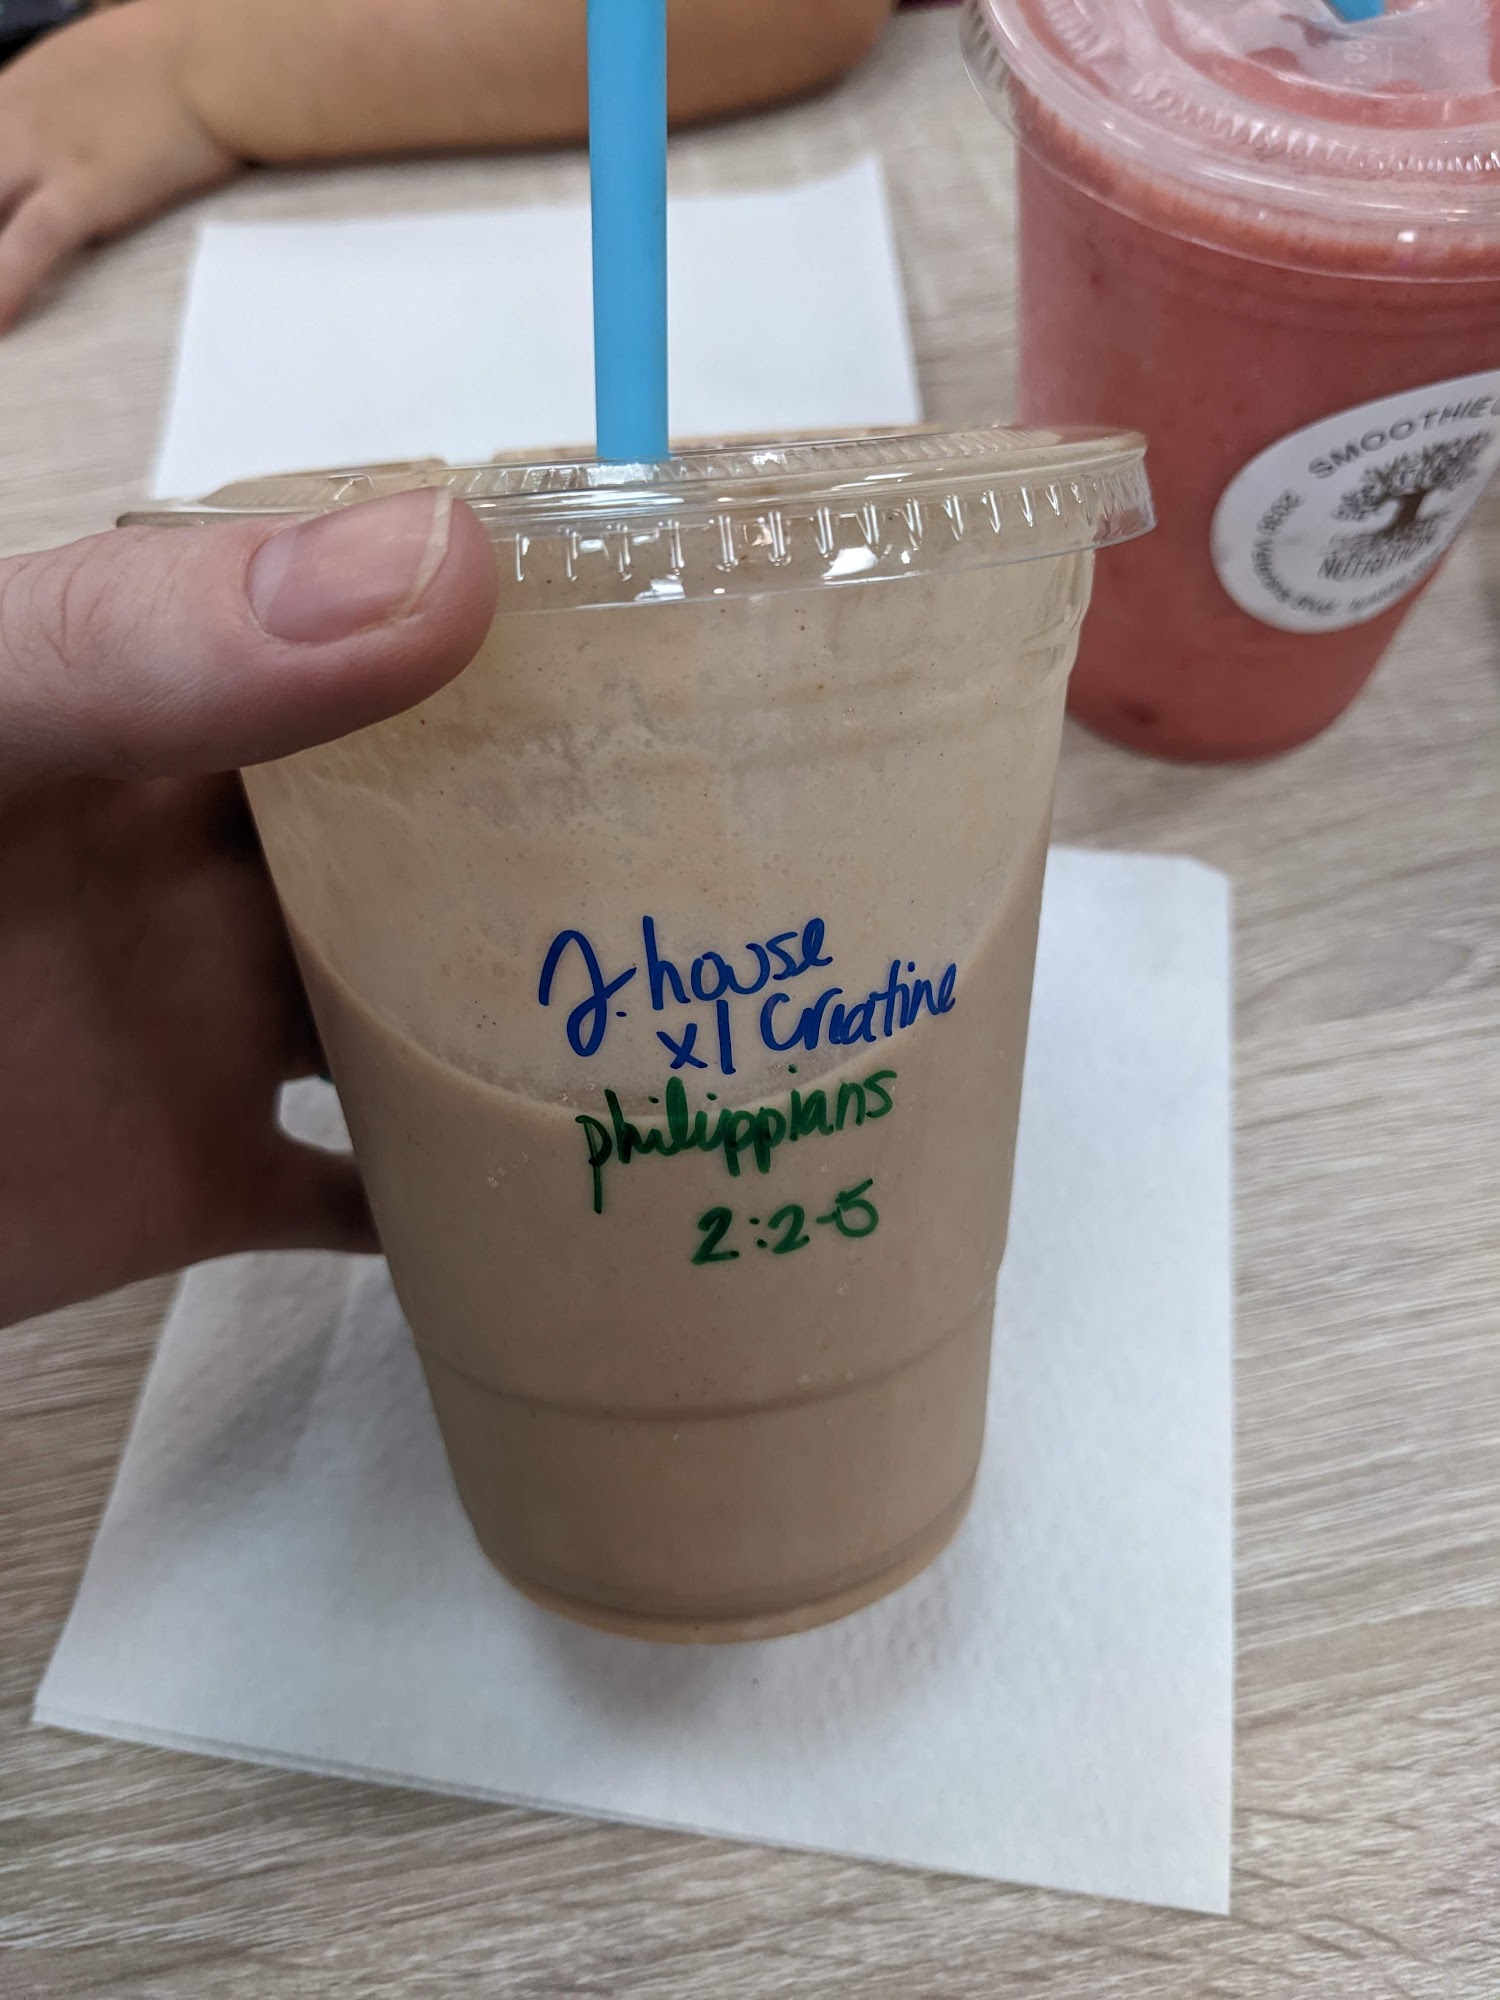 J. house
x1 Creatine
philippians
2:2-5
SMOOTHIE
NUTRITION